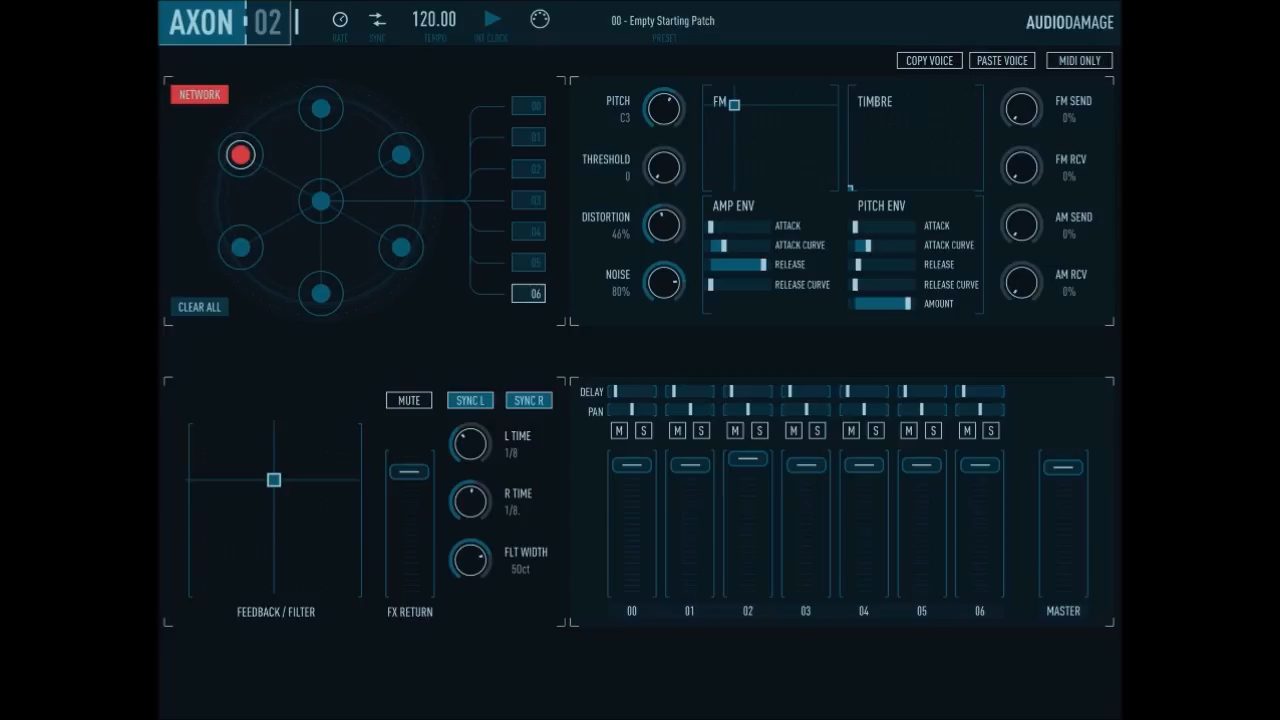 AXON 02
120.00
00 - Empty Starting Patch
AUDIODAMAGE
RATE
SYNC
TEMPO
INT CLOCK
PRESET
COPY VOICE
PASTE VOICE
MIDI ONLY
NETWORK
CLEAR ALL
00
01
02
03
04
05
06
PITCH
C3
THRESHOLD
0
DISTORTION
46%
NOISE
80%
FM
TIMBRE
AMP ENV
ATTACK
ATTACK CURVE
RELEASE
RELEASE CURVE
PITCH ENV
ATTACK
ATTACK CURVE
RELEASE
RELEASE CURVE
AMOUNT
FM SEND
0%
FM RCV
0%
AM SEND
0%
AM RCV
0%
MUTE
SYNC L
SYNC R
L TIME
1/8
R TIME
1/8.
FLT WIDTH
50ct
FEEDBACK / FILTER
FX RETURN
DELAY
PAN
M S M S M S M S M S M S M S
00 01 02 03 04 05 06 MASTER